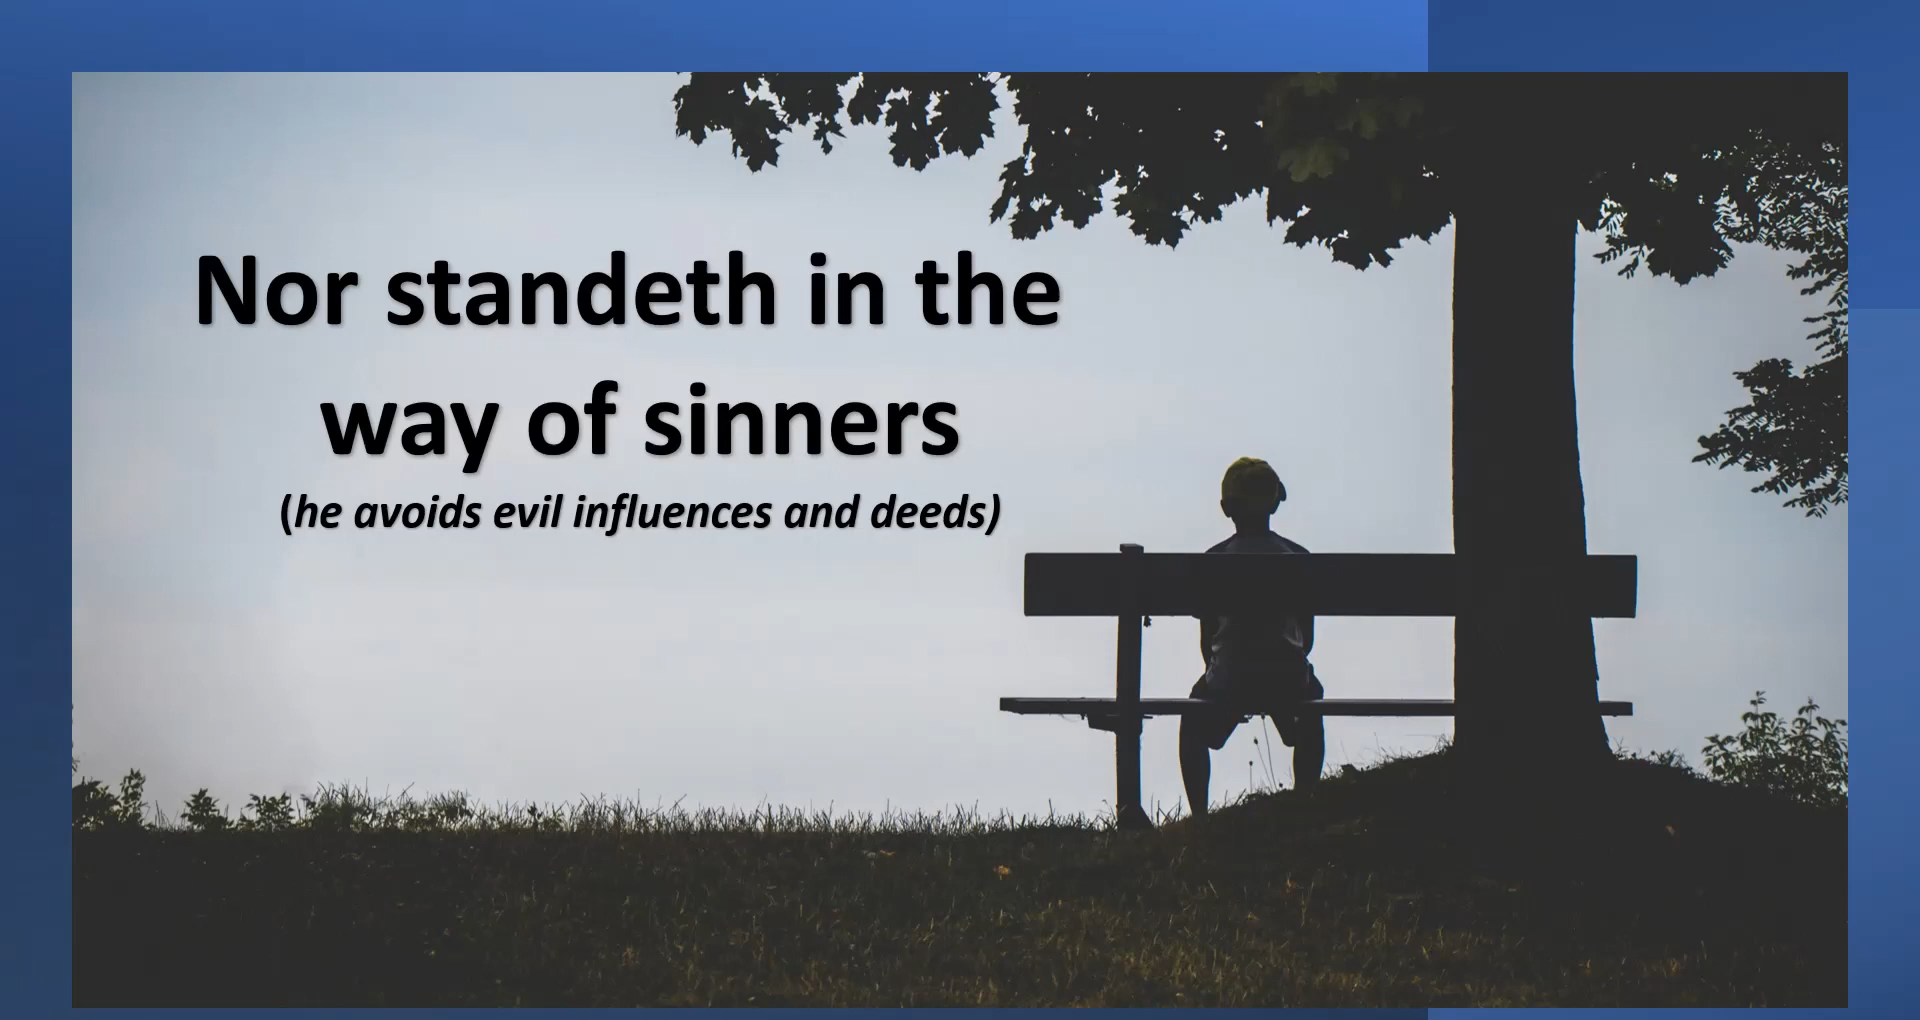 Nor standeth in the
way of sinners
(he avoids evil influences and deeds)